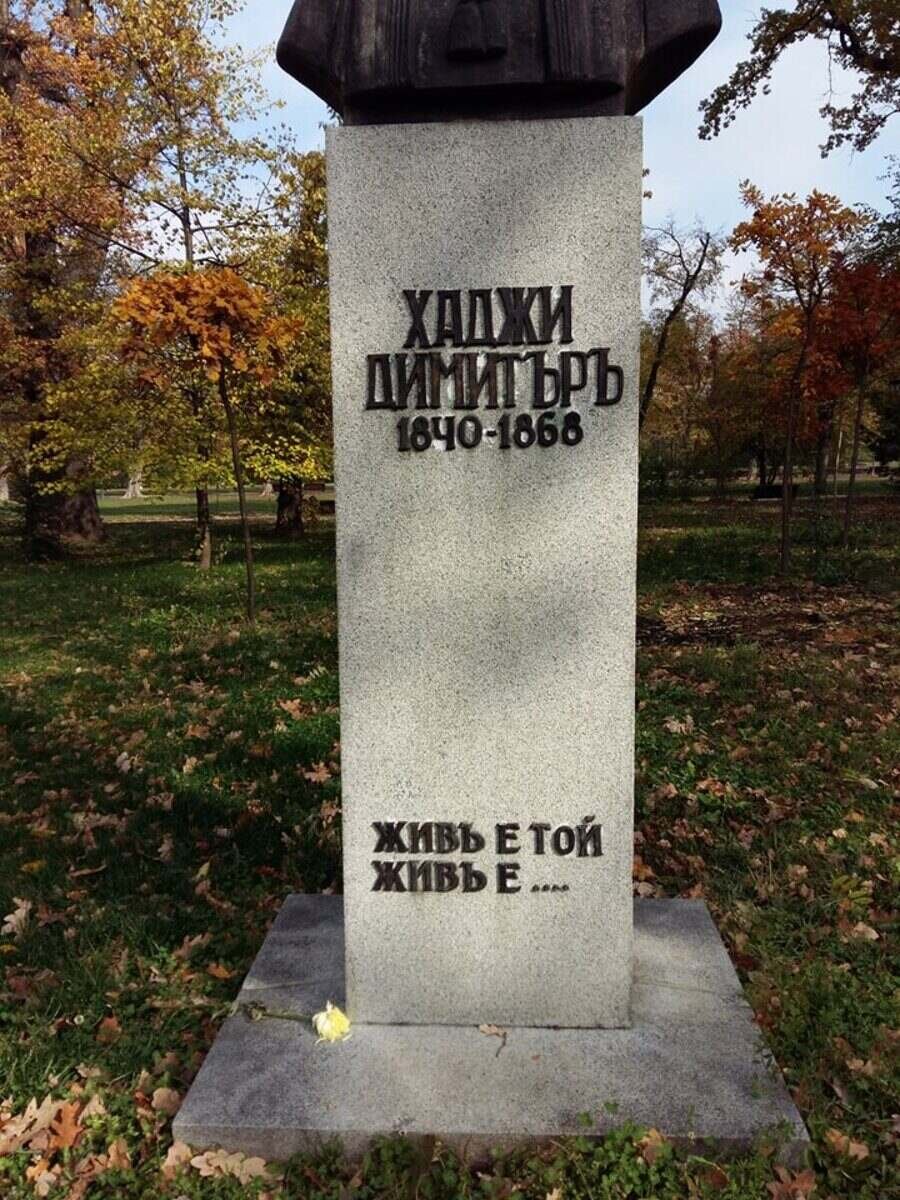 ХАДЖИ
ДИМИТЪРЪ
1840-1868
ЖИВЪ Е ТОЙ
ЖИВЪ Е ....